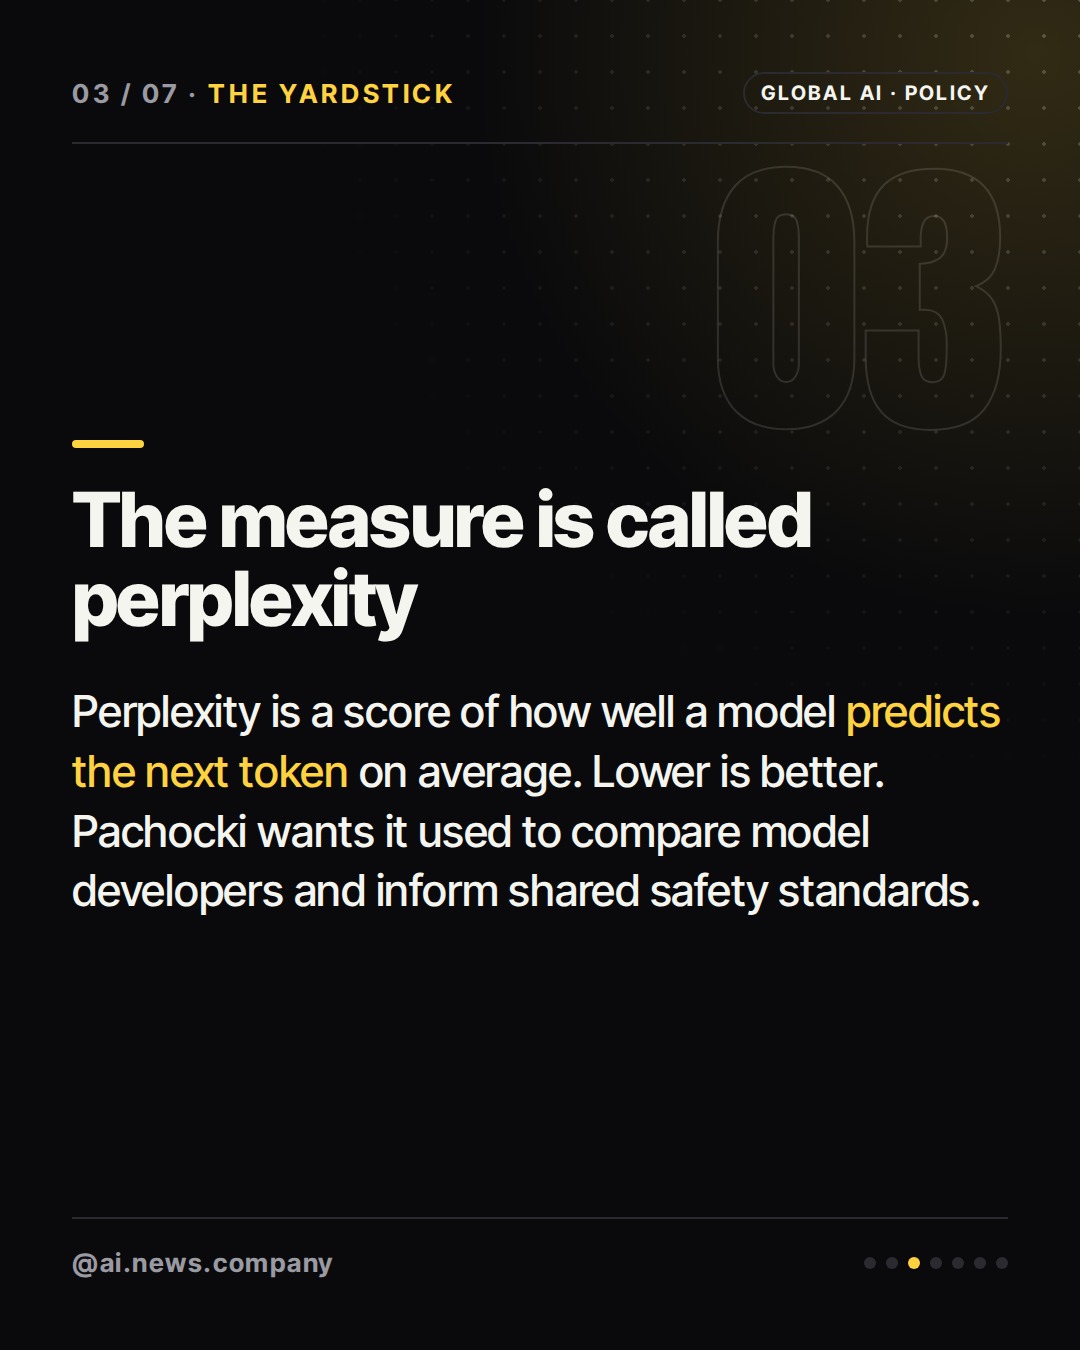 03 / 07 · THE YARDSTICK
GLOBAL AI · POLICY
03
The measure is called
perplexity
Perplexity is a score of how well a model predicts
the next token on average. Lower is better.
Pachocki wants it used to compare model
developers and inform shared safety standards.
@ai.news.company